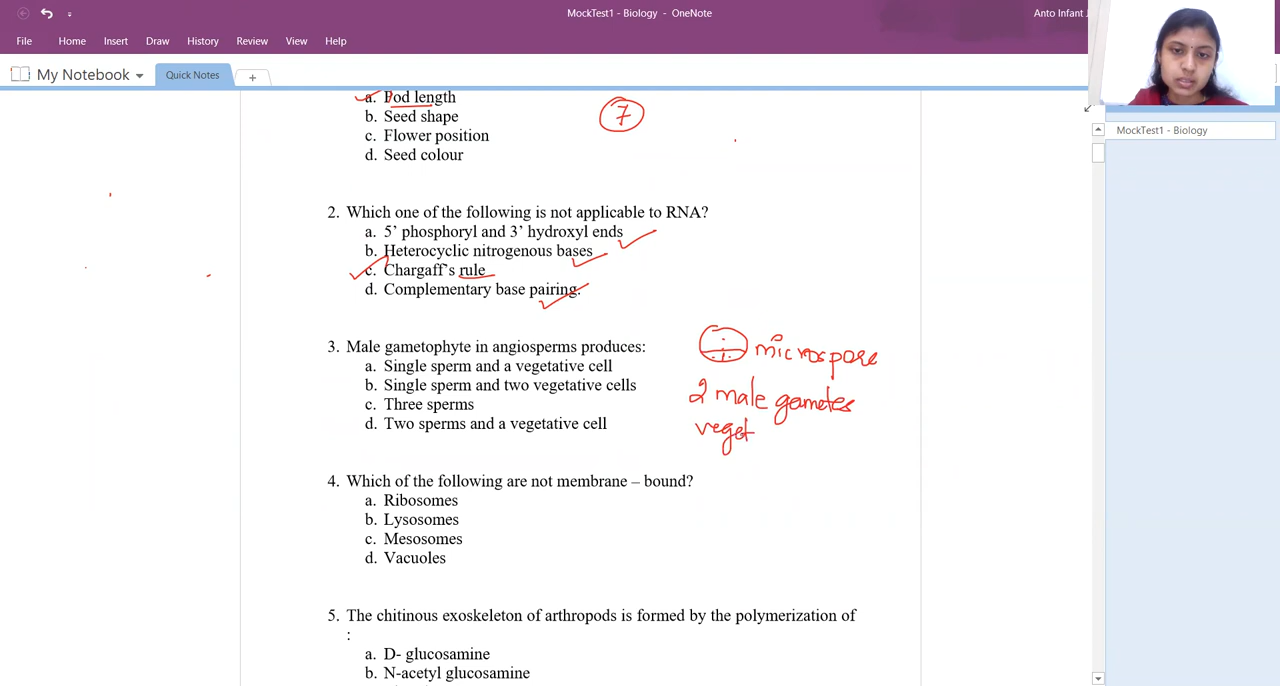 MockTest1 - Biology - OneNote
Anto Infant J
File Home Insert Draw History Review View Help
My Notebook
Quick Notes
+
MockTest1 - Biology
a. Pod length
b. Seed shape
c. Flower position
d. Seed colour
7
2. Which one of the following is not applicable to RNA?
a. 5’ phosphoryl and 3’ hydroxyl ends
b. Heterocyclic nitrogenous bases
c. Chargaff’s rule
d. Complementary base pairing.
3. Male gametophyte in angiosperms produces:
a. Single sperm and a vegetative cell
b. Single sperm and two vegetative cells
c. Three sperms
d. Two sperms and a vegetative cell
microspore
2 male gametes
veget
4. Which of the following are not membrane – bound?
a. Ribosomes
b. Lysosomes
c. Mesosomes
d. Vacuoles
5. The chitinous exoskeleton of arthropods is formed by the polymerization of
:
a. D- glucosamine
b. N-acetyl glucosamine